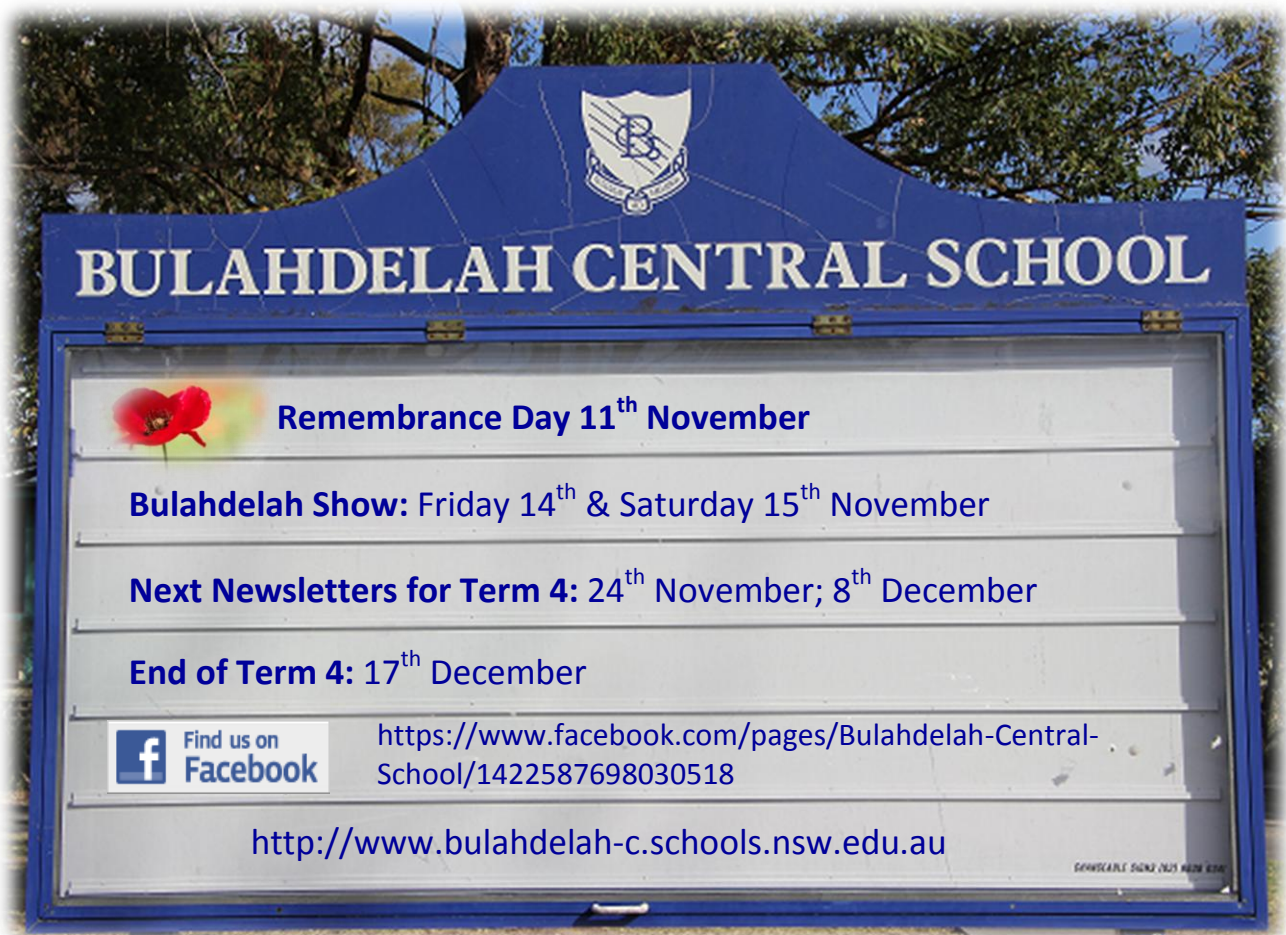 BULAHDELAH CENTRAL SCHOOL
Remembrance Day 11th November
Bulahdelah Show: Friday 14th & Saturday 15th November
Next Newsletters for Term 4: 24th November; 8th December
End of Term 4: 17th December
Find us on
Facebook
https://www.facebook.com/pages/Bulahdelah-Central-
School/1422587698030518
http://www.bulahdelah-c.schools.nsw.edu.au